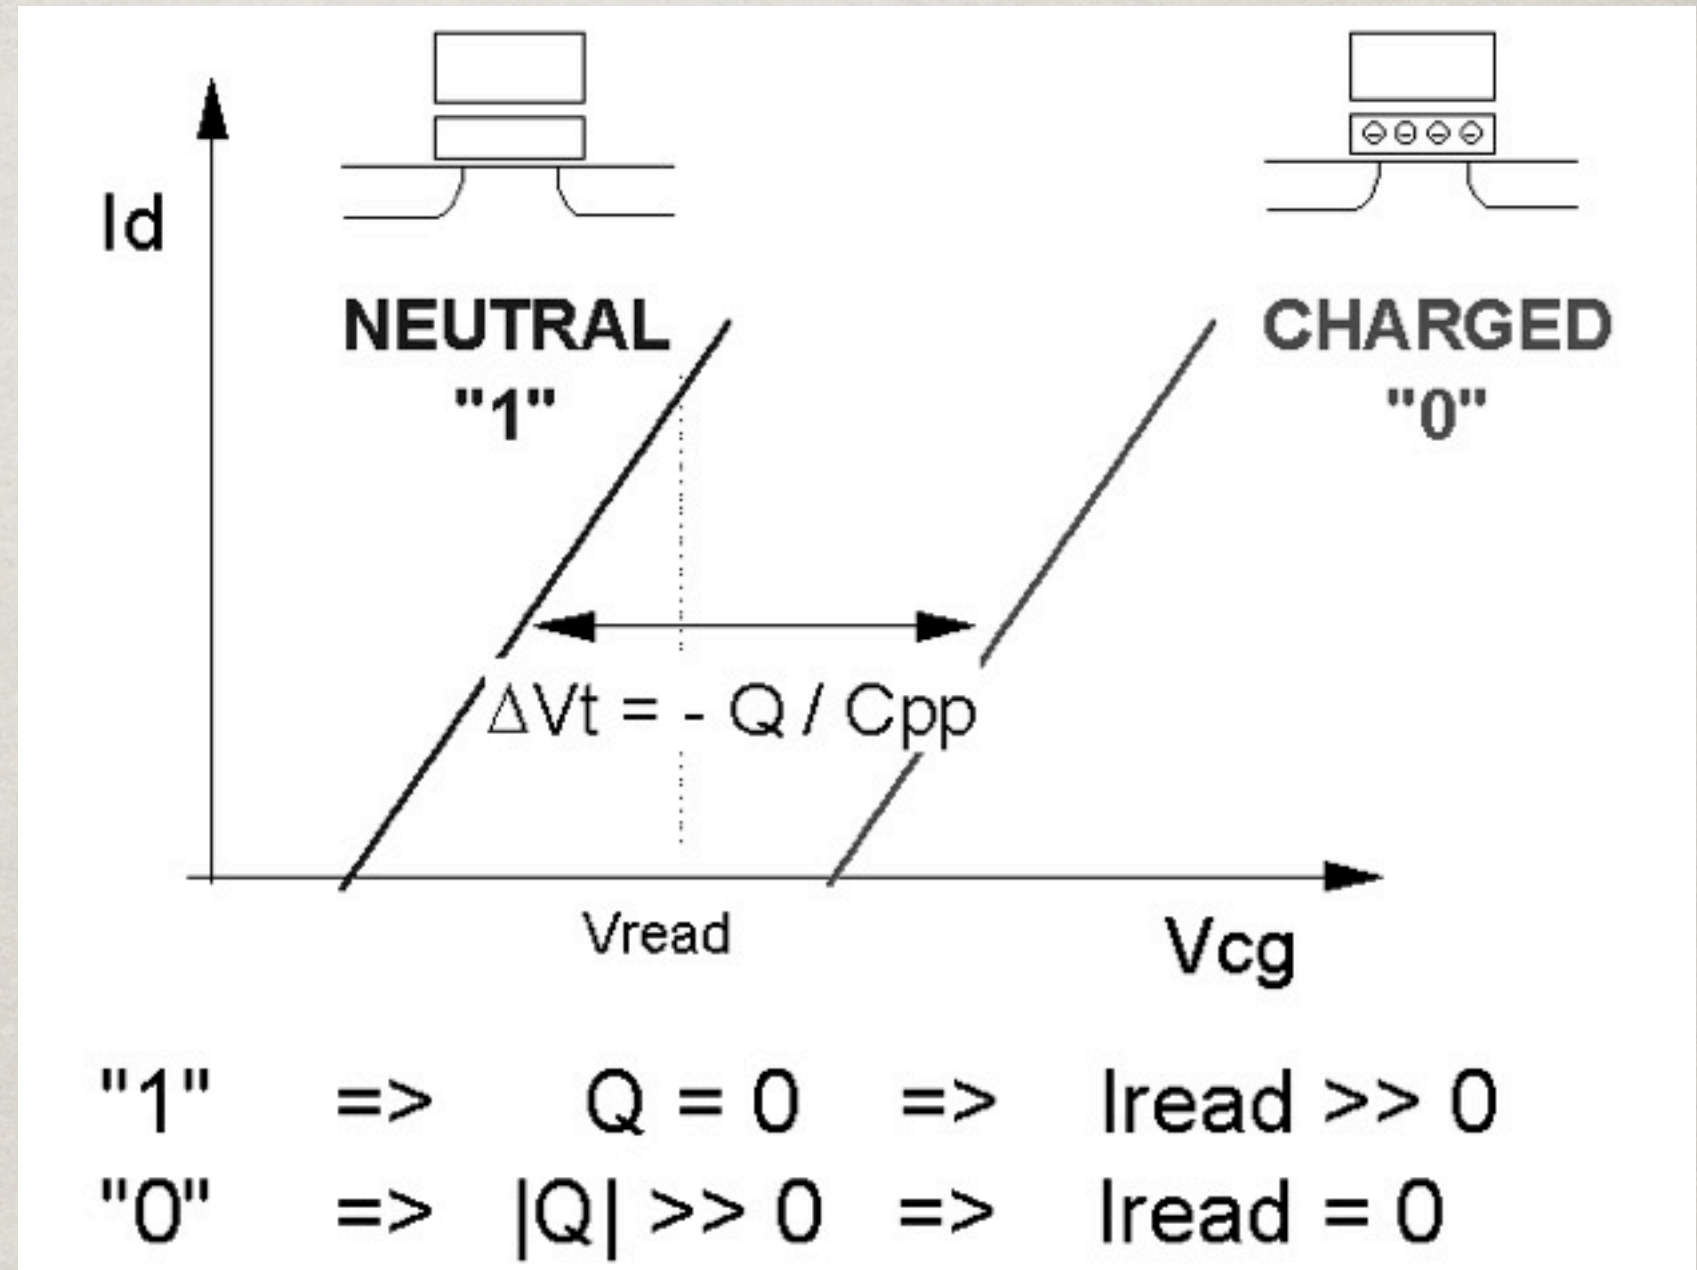 Id
NEUTRAL
"1"
CHARGED
"0"
ΔVt = - Q / Cpp
Vread
Vcg
"1" => Q = 0 => Iread >> 0
"0" => |Q| >> 0 => Iread = 0